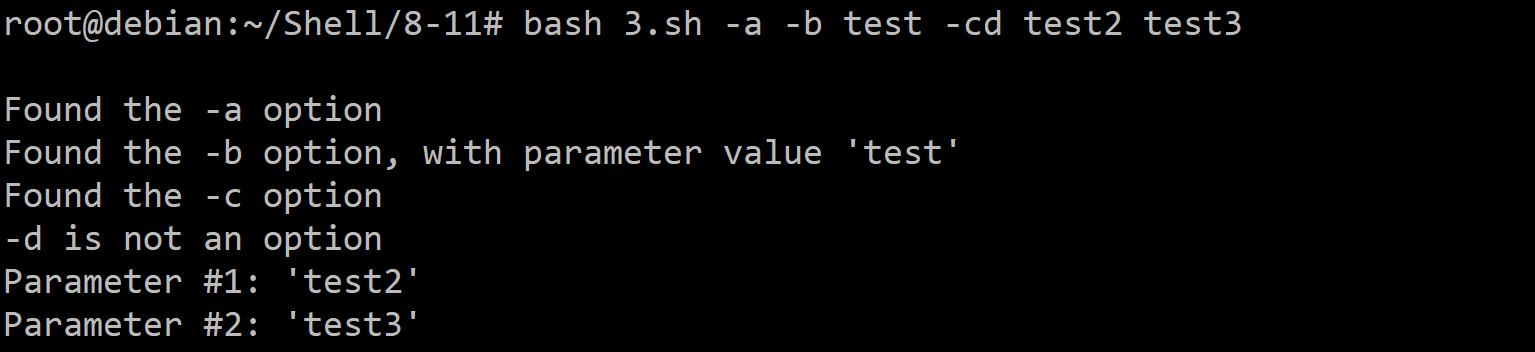 root@debian:~/Shell/8-11# bash 3.sh -a -b test -cd test2 test3
Found the -a option
Found the -b option, with parameter value 'test'
Found the -c option
-d is not an option
Parameter #1: 'test2'
Parameter #2: 'test3'